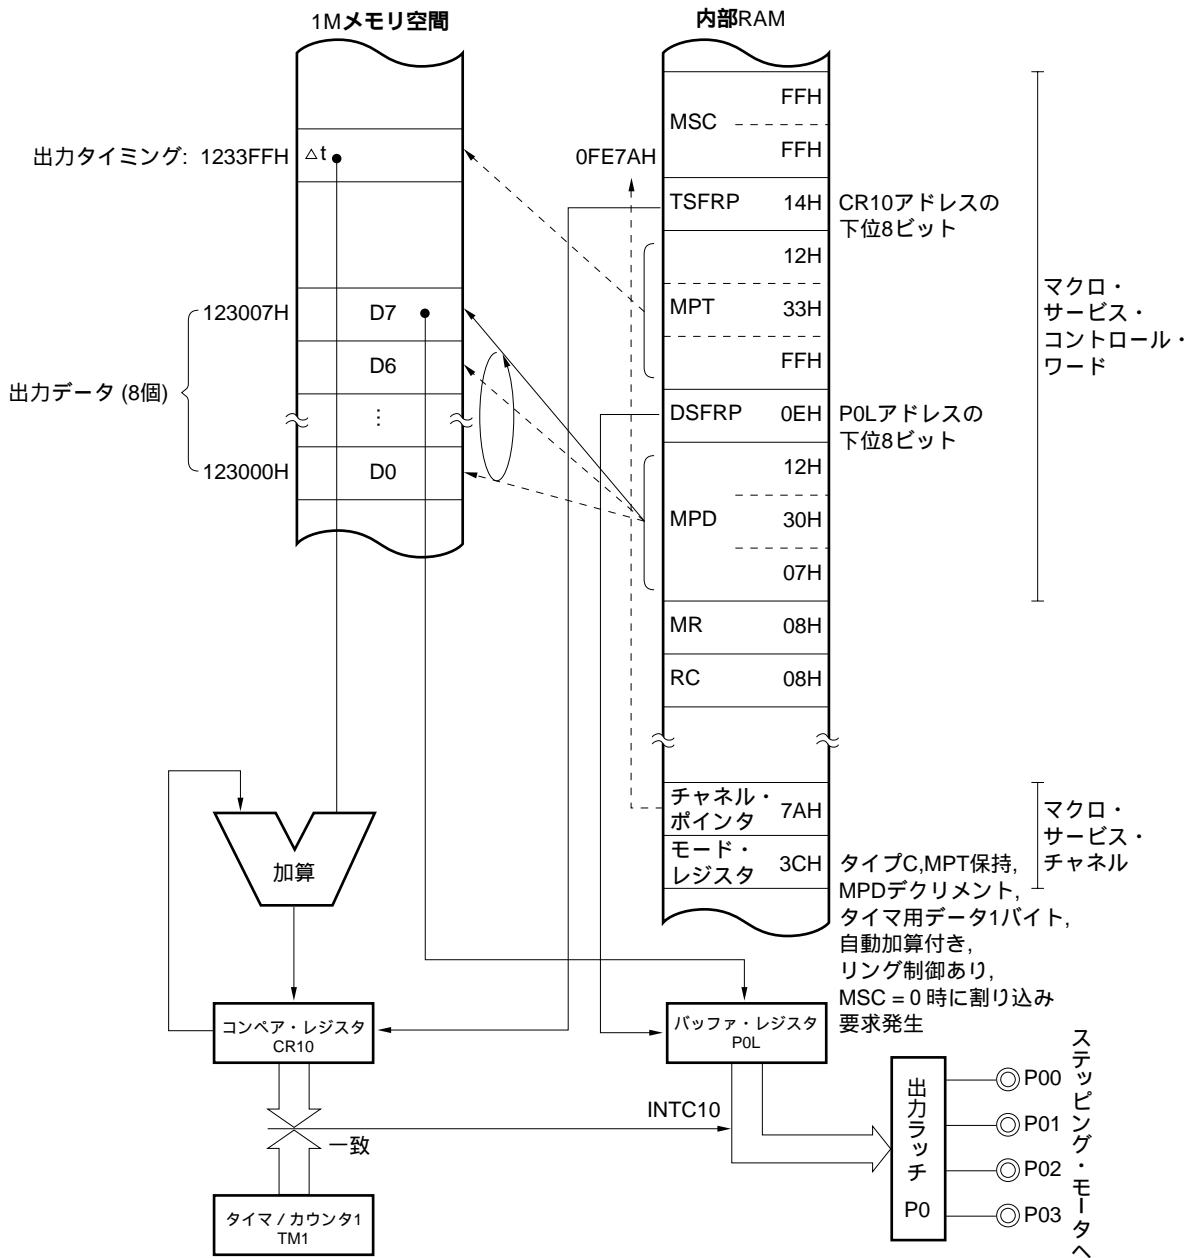 1Mメモリ空間
内部RAM
出力タイミング: 1233FFH
△t
123007H
D7
D6
出力データ (8個)
⋮
123000H
D0
0FE7AH
MSC
FFH
FFH
TSFRP
14H
CR10アドレスの
下位8ビット
12H
MPT
33H
FFH
DSFRP
0EH
P0Lアドレスの
下位8ビット
12H
MPD
30H
07H
MR
08H
RC
08H
マクロ・
サービス・
コントロール・
ワード
チャネル・
ポインタ
7AH
モード・
レジスタ
3CH
マクロ・
サービス・
チャネル
タイプC,MPT保持,
MPDデクリメント,
タイマ用データ1バイト,
自動加算付き,
リング制御あり,
MSC = 0 時に割り込み
要求発生
加算
コンペア・レジスタ
CR10
バッファ・レジスタ
P0L
INTC10
一致
タイマ / カウンタ1
TM1
出力ラッチ
P0
P00
P01
P02
P03
ステッピング・モータへ